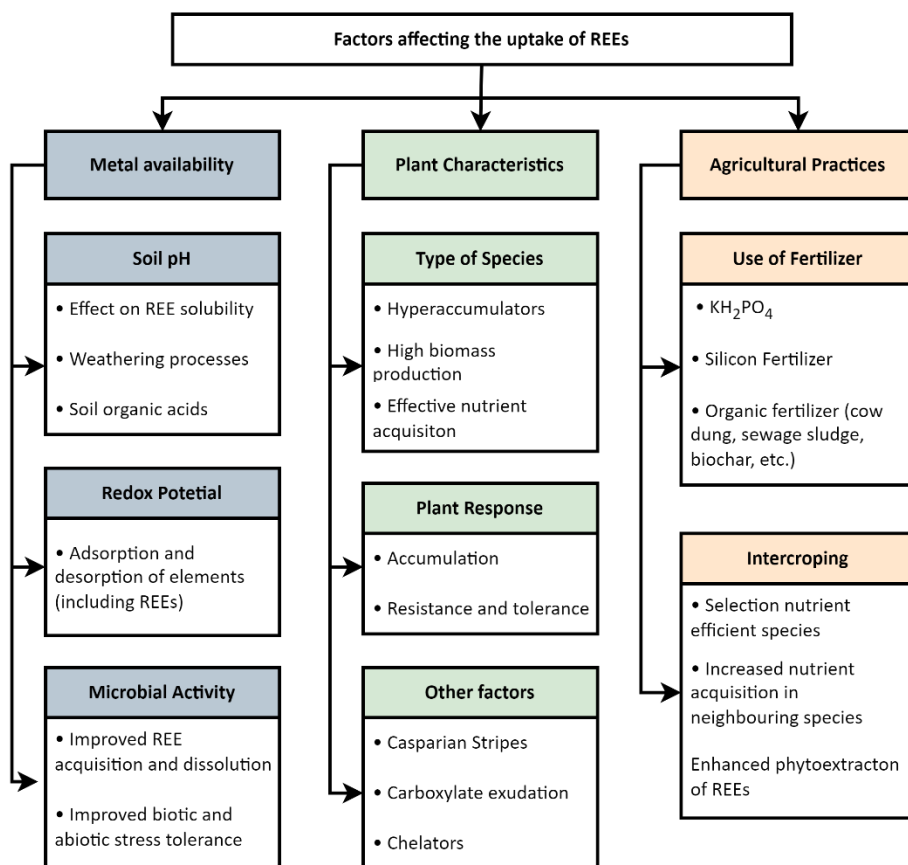 Factors affecting the uptake of REEs
Metal availability
Soil pH
• Effect on REE solubility
• Weathering processes
• Soil organic acids
Redox Potetial
• Adsorption and
desorption of elements
(including REEs)
Microbial Activity
• Improved REE
acquisition and dissolution
• Improved biotic and
abiotic stress tolerance
Plant Characteristics
Type of Species
• Hyperaccumulators
• High biomass
production
• Effective nutrient
acquisiton
Plant Response
• Accumulation
• Resistance and tolerance
Other factors
• Casparian Stripes
• Carboxylate exudation
• Chelators
Agricultural Practices
Use of Fertilizer
• KH₂PO₄
• Silicon Fertilizer
• Organic fertilizer (cow
dung, sewage sludge,
biochar, etc.)
Intercroping
• Selection nutrient
efficient species
• Increased nutrient
acquisition in
neighbouring species
Enhanced phytoextracton
of REEs